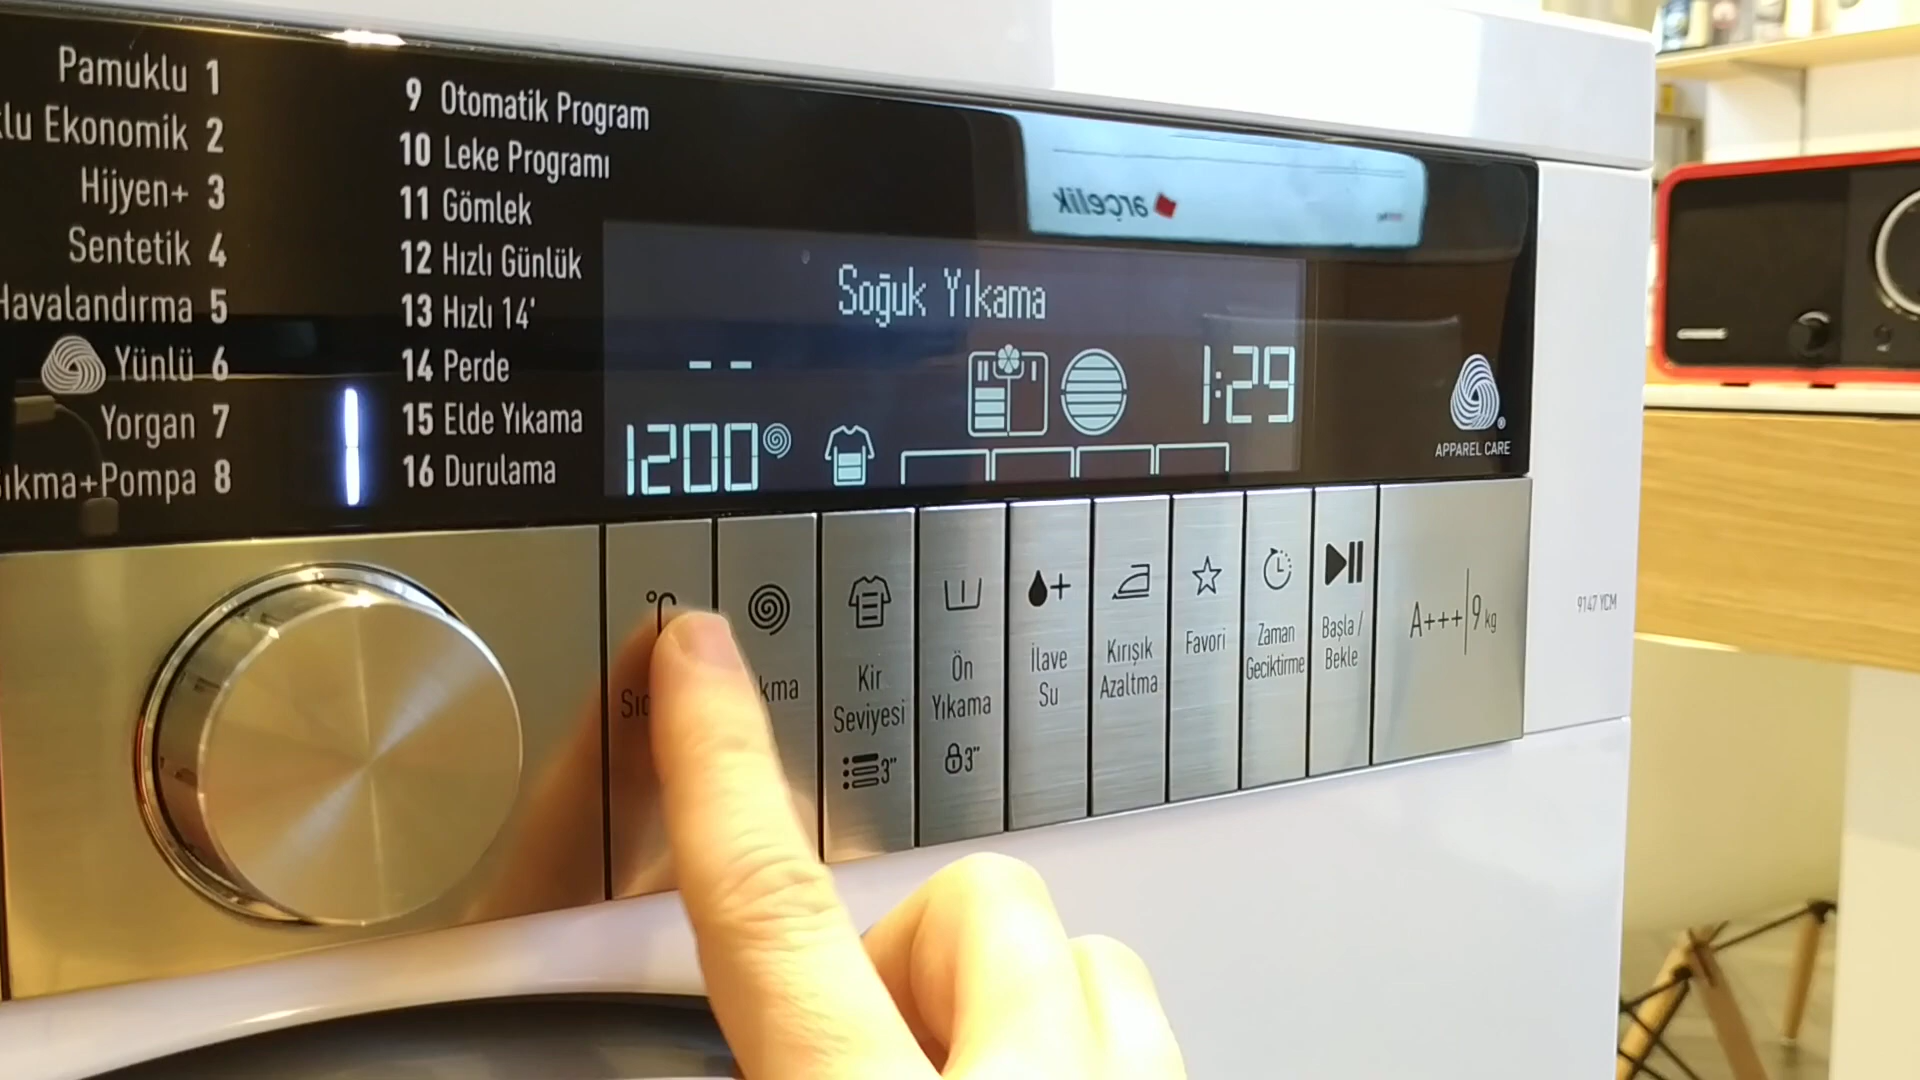 Pamuklu 1
Ekonomik 2
Hijyen+ 3
Sentetik 4
Havalandırma 5
Yünlü 6
Yorgan 7
Sıkma+Pompa 8
9 Otomatik Program
10 Leke Programı
11 Gömlek
12 Hızlı Günlük
13 Hızlı 14'
14 Perde
15 Elde Yıkama
16 Durulama
arçelik
Soğuk Yıkama
--
1:29
1200
®
APPAREL CARE
°C
Kir
Seviyesi
3"
Ön
Yıkama
3"
İlave
Su
Kırışık
Azaltma
Favori
Zaman
Geciktirme
Başla /
Bekle
A+++ 9 kg
9147 YCM